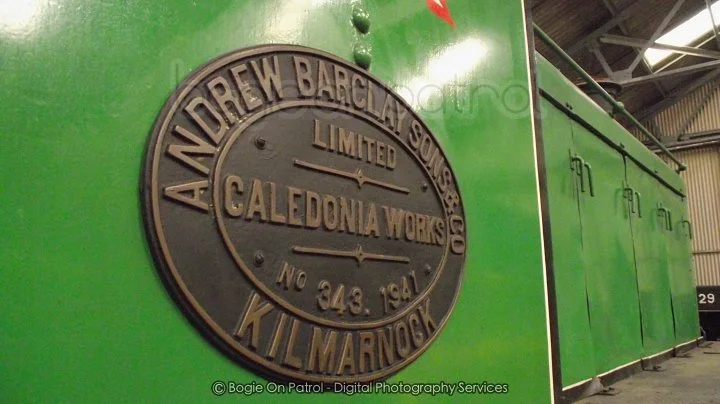 ANDREW BARCLAY SONS & CO
LIMITED
CALEDONIA WORKS
NO 343. 1941
KILMARNOCK
29
© BOGIE ON PATROL - DIGITAL PHOTOGRAPHY SERVICES